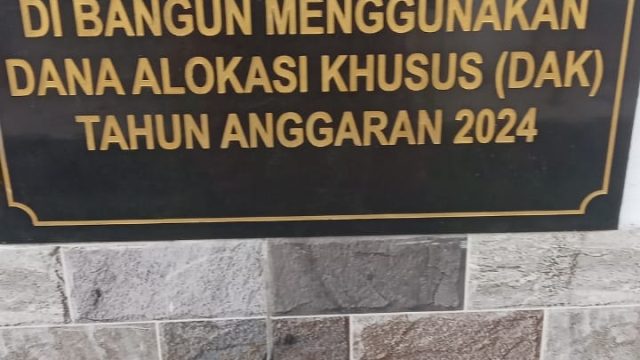 DI BANGUN MENGGUNAKAN
DANA ALOKASI KHUSUS (DAK)
TAHUN ANGGARAN 2024